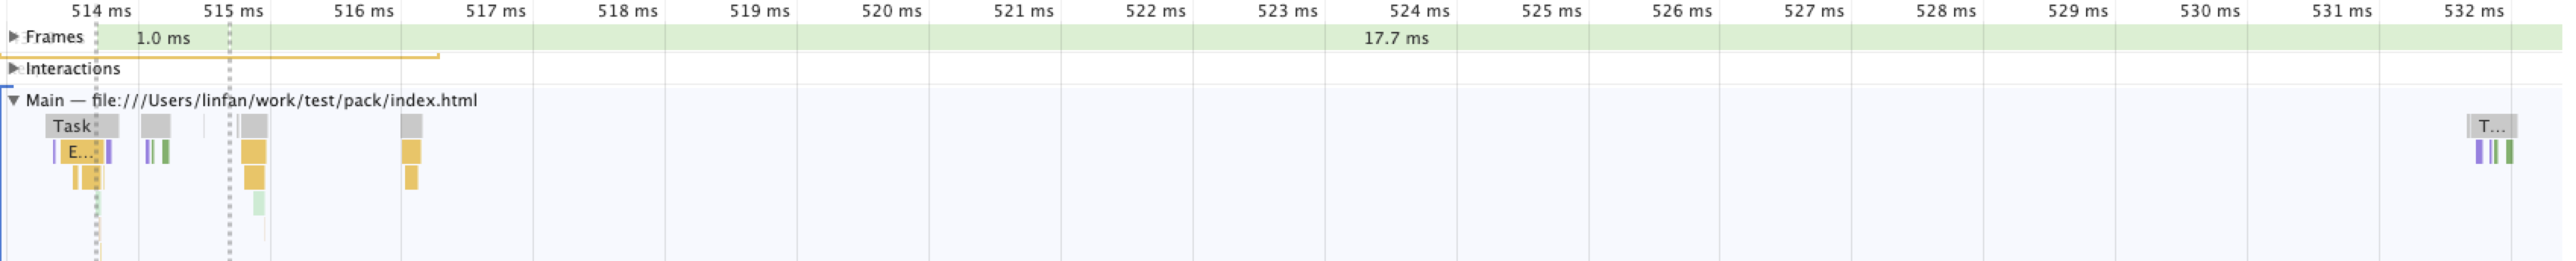 514 ms 515 ms 516 ms 517 ms 518 ms 519 ms 520 ms 521 ms 522 ms 523 ms 524 ms 525 ms 526 ms 527 ms 528 ms 529 ms 530 ms 531 ms 532 ms
Frames 1.0 ms 17.7 ms
Interactions
Main — file:///Users/linfan/work/test/pack/index.html
Task T...
E...